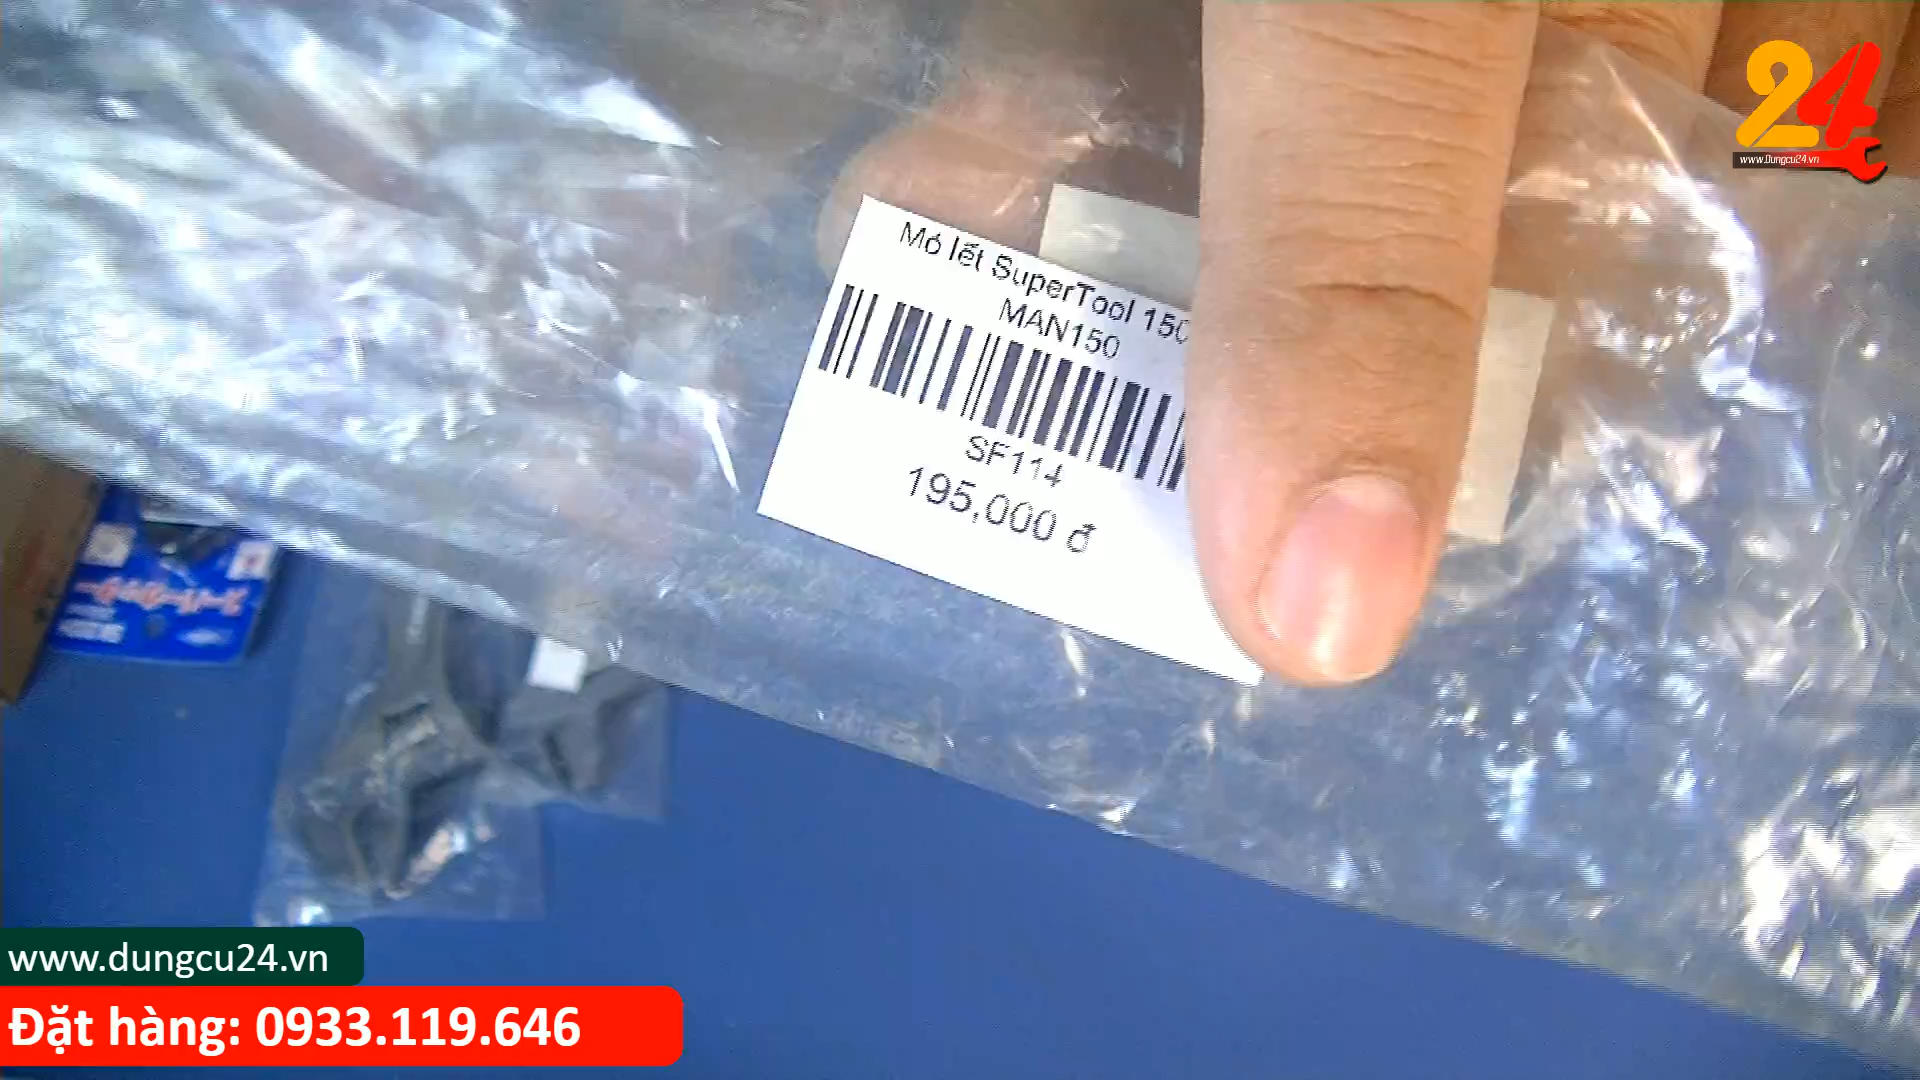 24
www.Dungcu24.vn
Mỏ lết SuperTool 150
MAN150
SF114
195,000 đ
www.dungcu24.vn
Đặt hàng: 0933.119.646